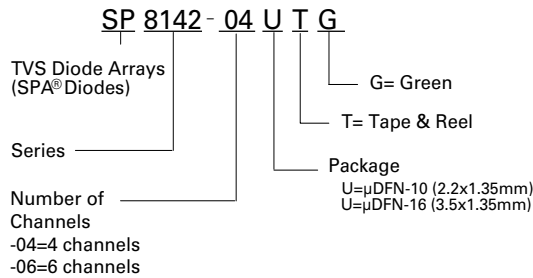 SP 8142 - 04 U T G
TVS Diode Arrays
(SPA® Diodes)
G= Green
T= Tape & Reel
Series
Package
U=µDFN-10 (2.2x1.35mm)
U=µDFN-16 (3.5x1.35mm)
Number of
Channels
-04=4 channels
-06=6 channels